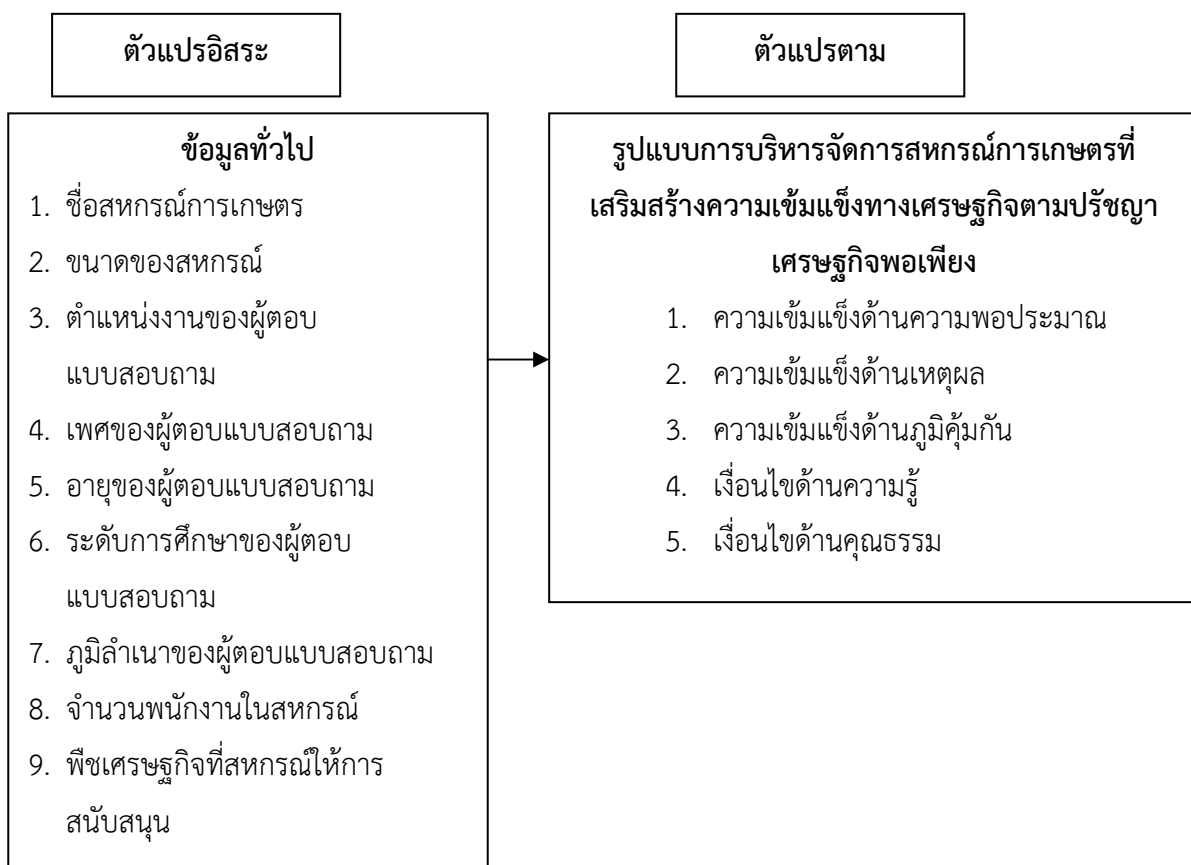 ตัวแปรอิสระ
ตัวแปรตาม
ข้อมูลทั่วไป
1. ชื่อสหกรณ์การเกษตร
2. ขนาดของสหกรณ์
3. ตำแหน่งงานของผู้ตอบ
แบบสอบถาม
4. เพศของผู้ตอบแบบสอบถาม
5. อายุของผู้ตอบแบบสอบถาม
6. ระดับการศึกษาของผู้ตอบ
แบบสอบถาม
7. ภูมิลำเนาของผู้ตอบแบบสอบถาม
8. จำนวนพนักงานในสหกรณ์
9. พืชเศรษฐกิจที่สหกรณ์ให้การ
สนับสนุน
รูปแบบการบริหารจัดการสหกรณ์การเกษตรที่
เสริมสร้างความเข้มแข็งทางเศรษฐกิจตามปรัชญา
เศรษฐกิจพอเพียง
1. ความเข้มแข็งด้านความพอประมาณ
2. ความเข้มแข็งด้านเหตุผล
3. ความเข้มแข็งด้านภูมิคุ้มกัน
4. เงื่อนไขด้านความรู้
5. เงื่อนไขด้านคุณธรรม